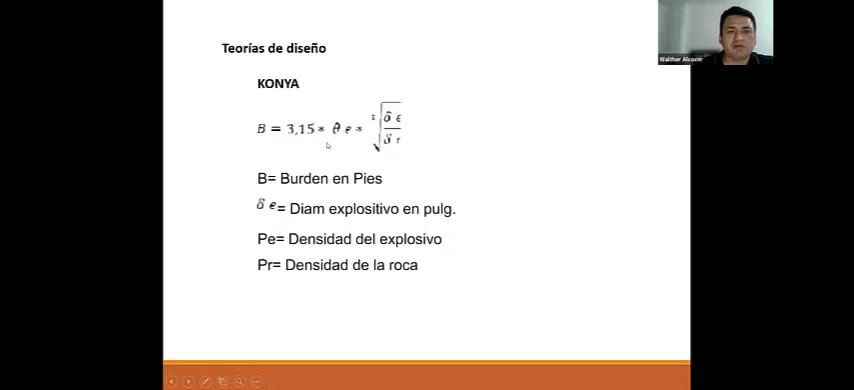 Teorías de diseño
Walther Alcocer
KONYA
B = 3,15 * θ e * ∛(δ e / δ r)
B= Burden en Pies
δ e = Diam explositivo en pulg.
Pe= Densidad del explosivo
Pr= Densidad de la roca